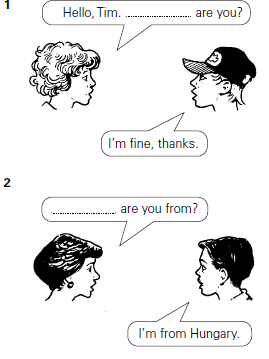 1
Hello, Tim. .................... are you?
I'm fine, thanks.
2
.................... are you from?
I'm from Hungary.